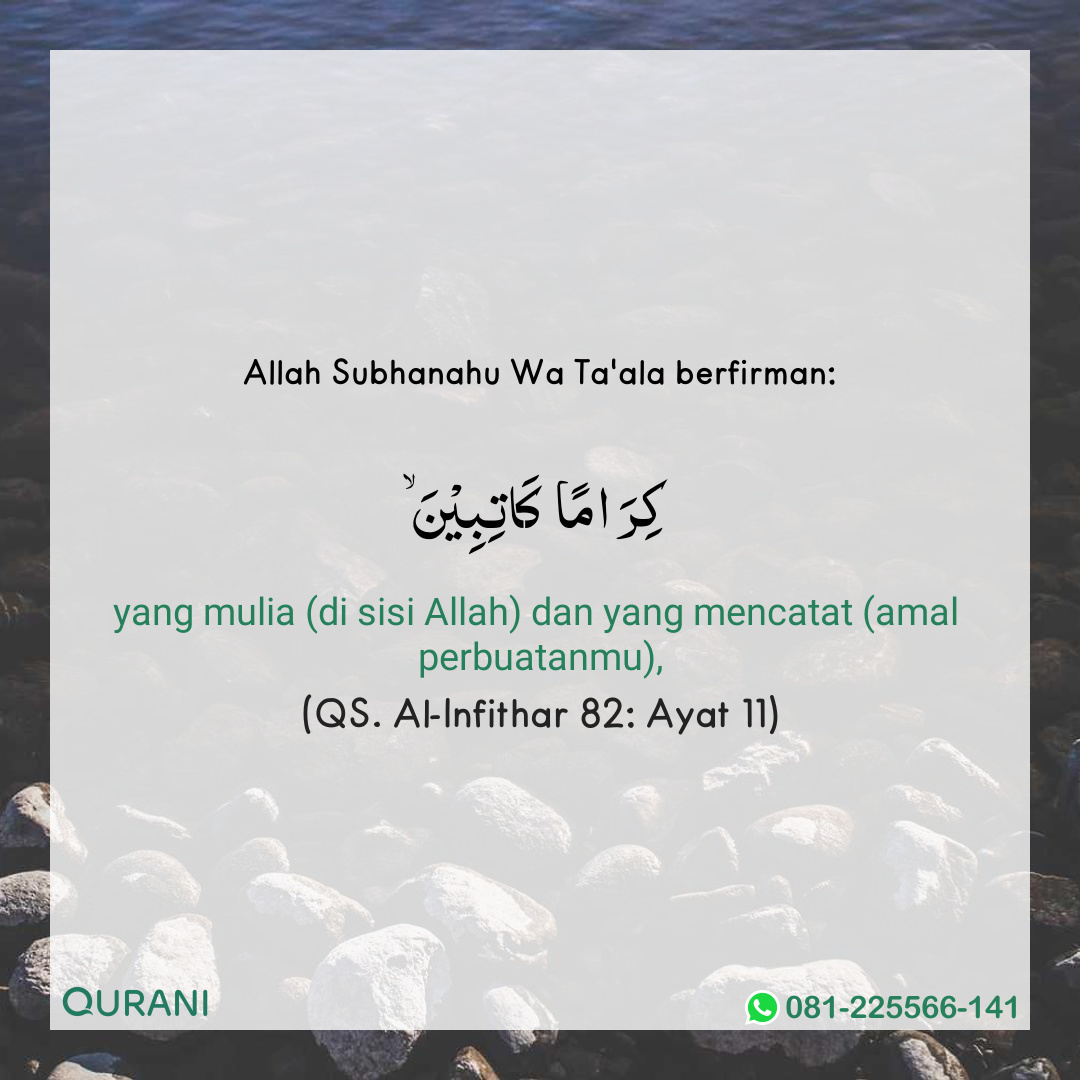 Allah Subhanahu Wa Ta'ala berfirman:
كِرَامًا كَاتِبِيْنَۙ
yang mulia (di sisi Allah) dan yang mencatat (amal
perbuatanmu),
(QS. Al-Infithar 82: Ayat 11)
QURANI
081-225566-141